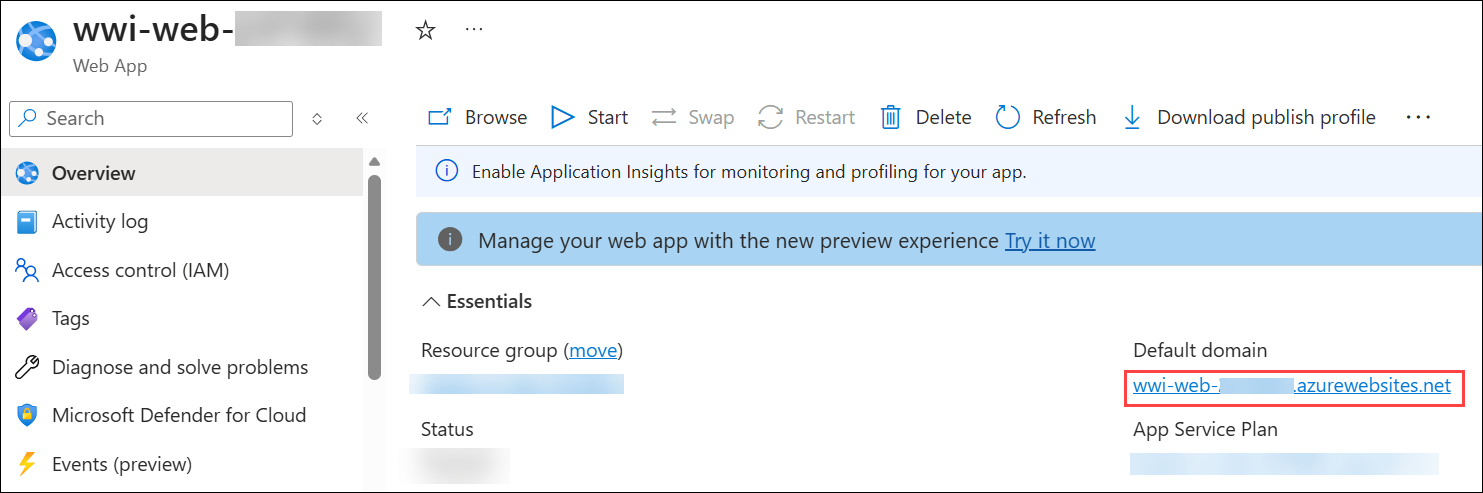 wwi-web-
Web App
Search
Browse
Start
Swap
Restart
Delete
Refresh
Download publish profile
Overview
Activity log
Access control (IAM)
Tags
Diagnose and solve problems
Microsoft Defender for Cloud
Events (preview)
Enable Application Insights for monitoring and profiling for your app.
Manage your web app with the new preview experience Try it now
Essentials
Resource group (move)
Status
Default domain
wwi-web- .azurewebsites.net
App Service Plan